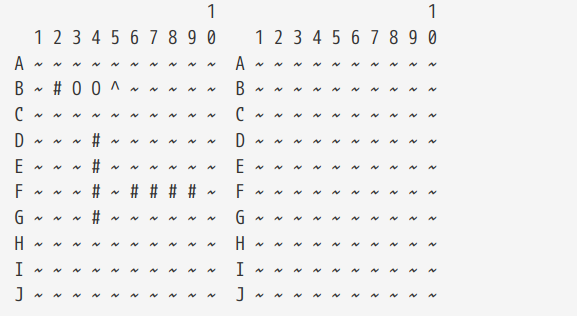 1                      1
  1 2 3 4 5 6 7 8 9 0    1 2 3 4 5 6 7 8 9 0
A ~ ~ ~ ~ ~ ~ ~ ~ ~ ~  A ~ ~ ~ ~ ~ ~ ~ ~ ~ ~
B ~ # O O ^ ~ ~ ~ ~ ~  B ~ ~ ~ ~ ~ ~ ~ ~ ~ ~
C ~ ~ ~ ~ ~ ~ ~ ~ ~ ~  C ~ ~ ~ ~ ~ ~ ~ ~ ~ ~
D ~ ~ ~ # ~ ~ ~ ~ ~ ~  D ~ ~ ~ ~ ~ ~ ~ ~ ~ ~
E ~ ~ ~ # ~ ~ ~ ~ ~ ~  E ~ ~ ~ ~ ~ ~ ~ ~ ~ ~
F ~ ~ ~ # ~ # # # # ~  F ~ ~ ~ ~ ~ ~ ~ ~ ~ ~
G ~ ~ ~ # ~ ~ ~ ~ ~ ~  G ~ ~ ~ ~ ~ ~ ~ ~ ~ ~
H ~ ~ ~ ~ ~ ~ ~ ~ ~ ~  H ~ ~ ~ ~ ~ ~ ~ ~ ~ ~
I ~ ~ ~ ~ ~ ~ ~ ~ ~ ~  I ~ ~ ~ ~ ~ ~ ~ ~ ~ ~
J ~ ~ ~ ~ ~ ~ ~ ~ ~ ~  J ~ ~ ~ ~ ~ ~ ~ ~ ~ ~